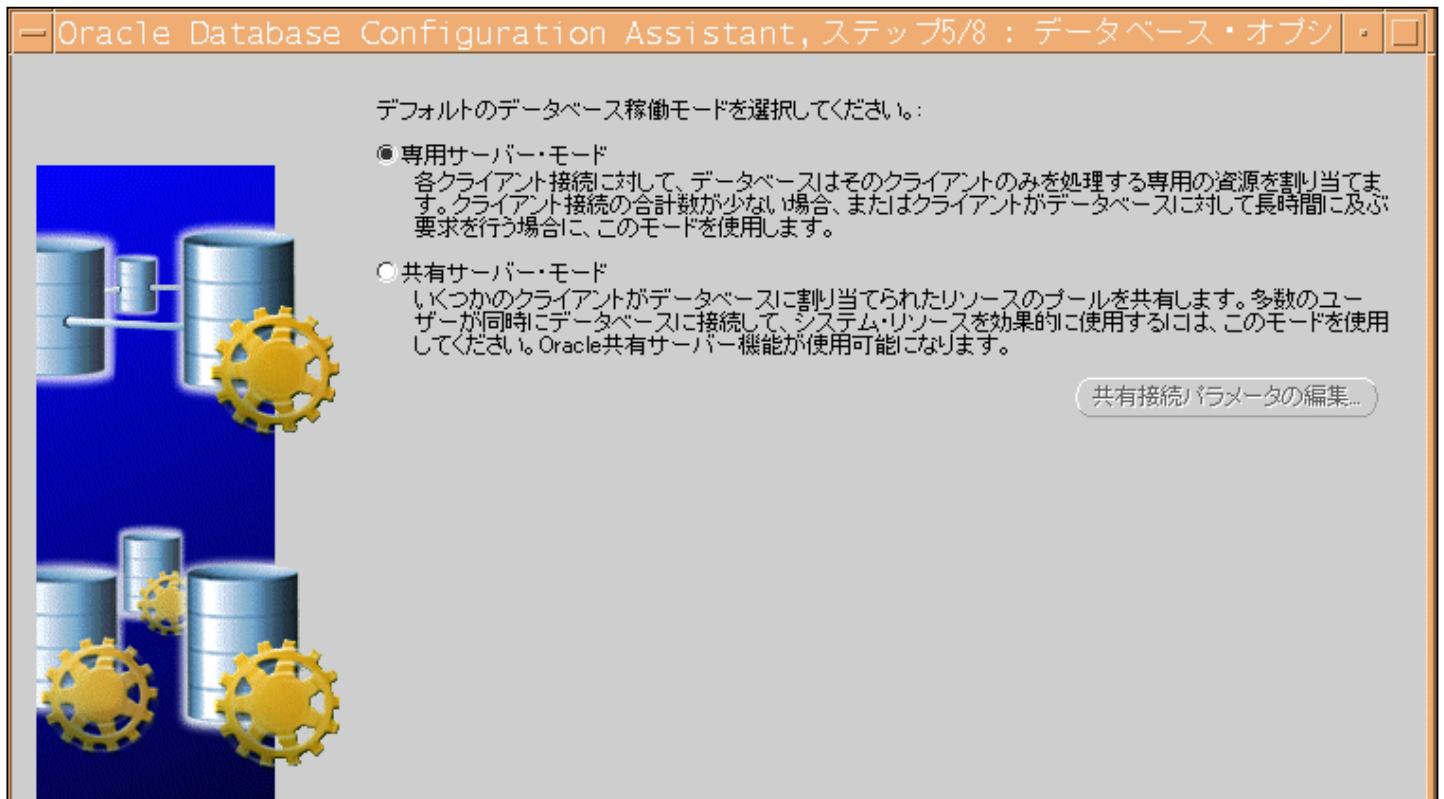 Oracle Database Configuration Assistant, ステップ5/8 : データベース・オプシ
デフォルトのデータベース稼働モードを選択してください。:
専用サーバー・モード
各クライアント接続に対して、データベースはそのクライアントのみを処理する専用の資源を割り当てま
す。クライアント接続の合計数が少ない場合、またはクライアントがデータベースに対して長時間に及ぶ
要求を行う場合に、このモードを使用します。
共有サーバー・モード
いくつかのクライアントがデータベースに割り当てられたリソースのプールを共有します。多数のユー
ザーが同時にデータベースに接続して、システム・リソースを効果的に使用するには、このモードを使用
してください。Oracle共有サーバー機能が使用可能になります。
共有接続パラメータの編集...